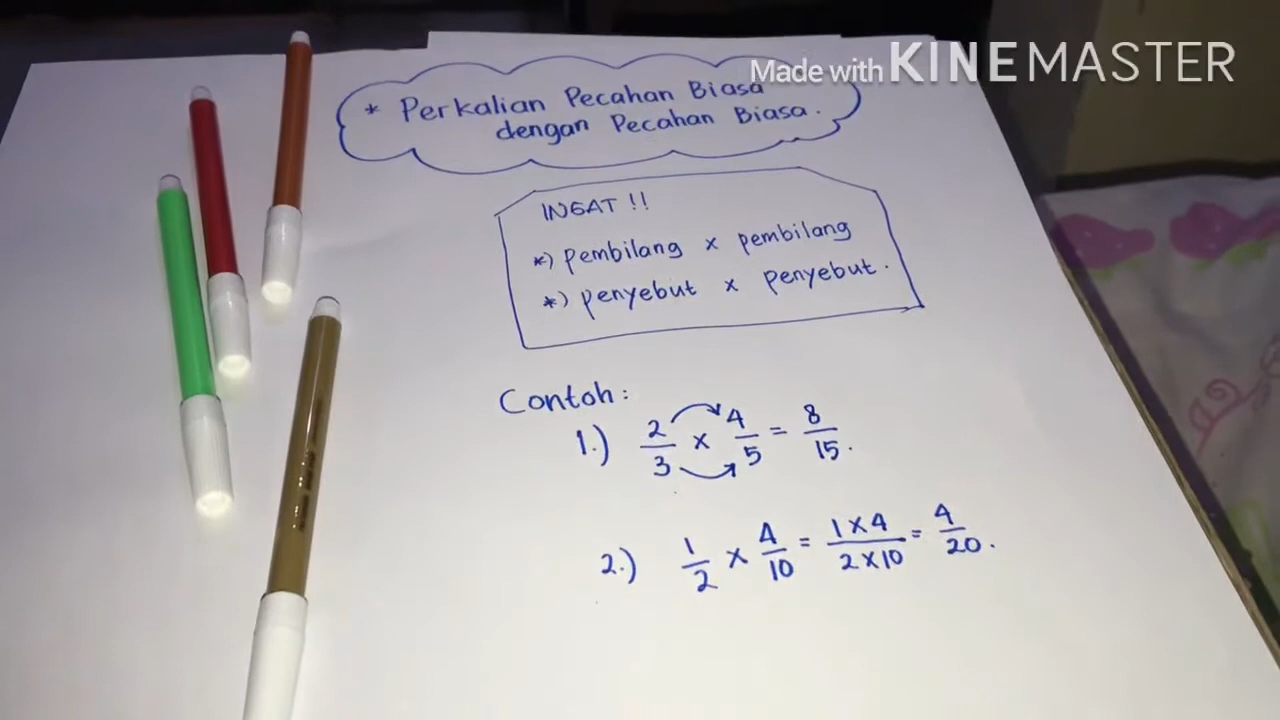 Made with KINEMASTER
* Perkalian Pecahan Biasa
dengan Pecahan Biasa.
INGAT !!
*) pembilang x pembilang
*) penyebut x penyebut.
Contoh :
1.) 2/3 x 4/5 = 8/15.
2.) 1/2 x 4/10 = 1x4/2x10 = 4/20.